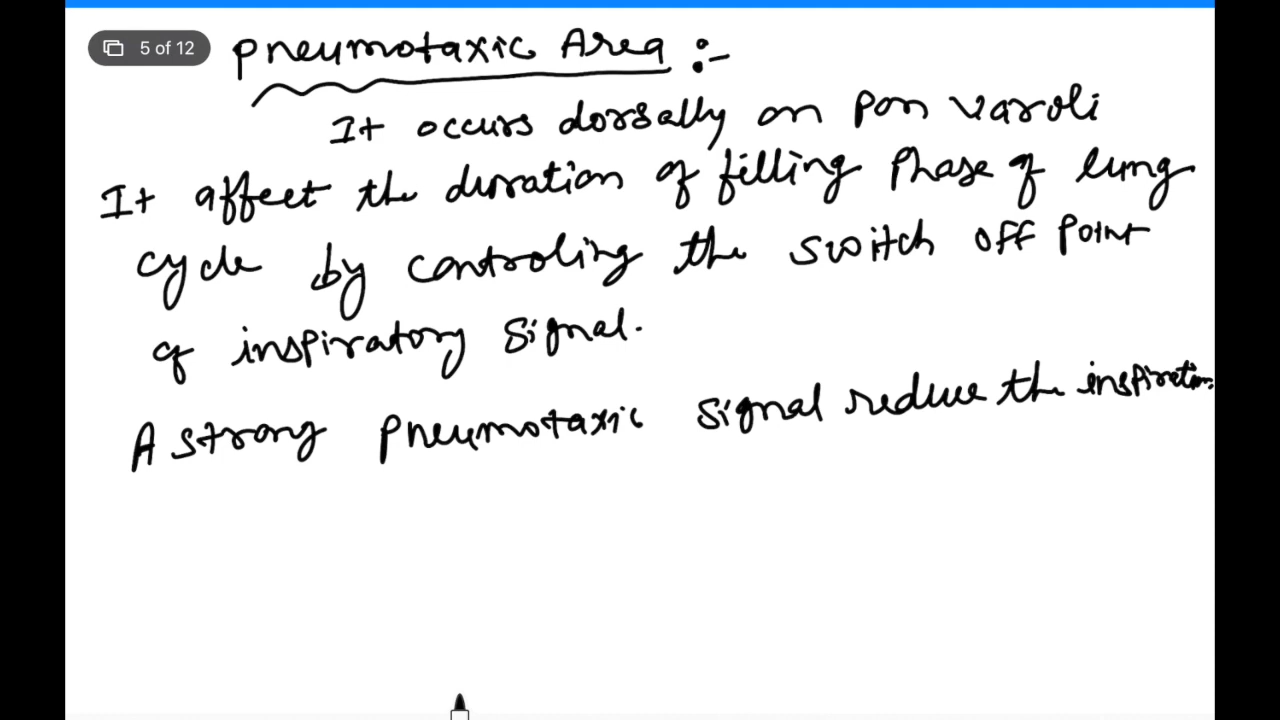 5 of 12
Pneumotaxic Area :-
It occurs dorsally on Pon varoli
It affect the duration of filling Phase of lung
cycle by controling the switch off Point
of inspiratory signal.
A strong Pneumotaxic signal reduce the inspiration.